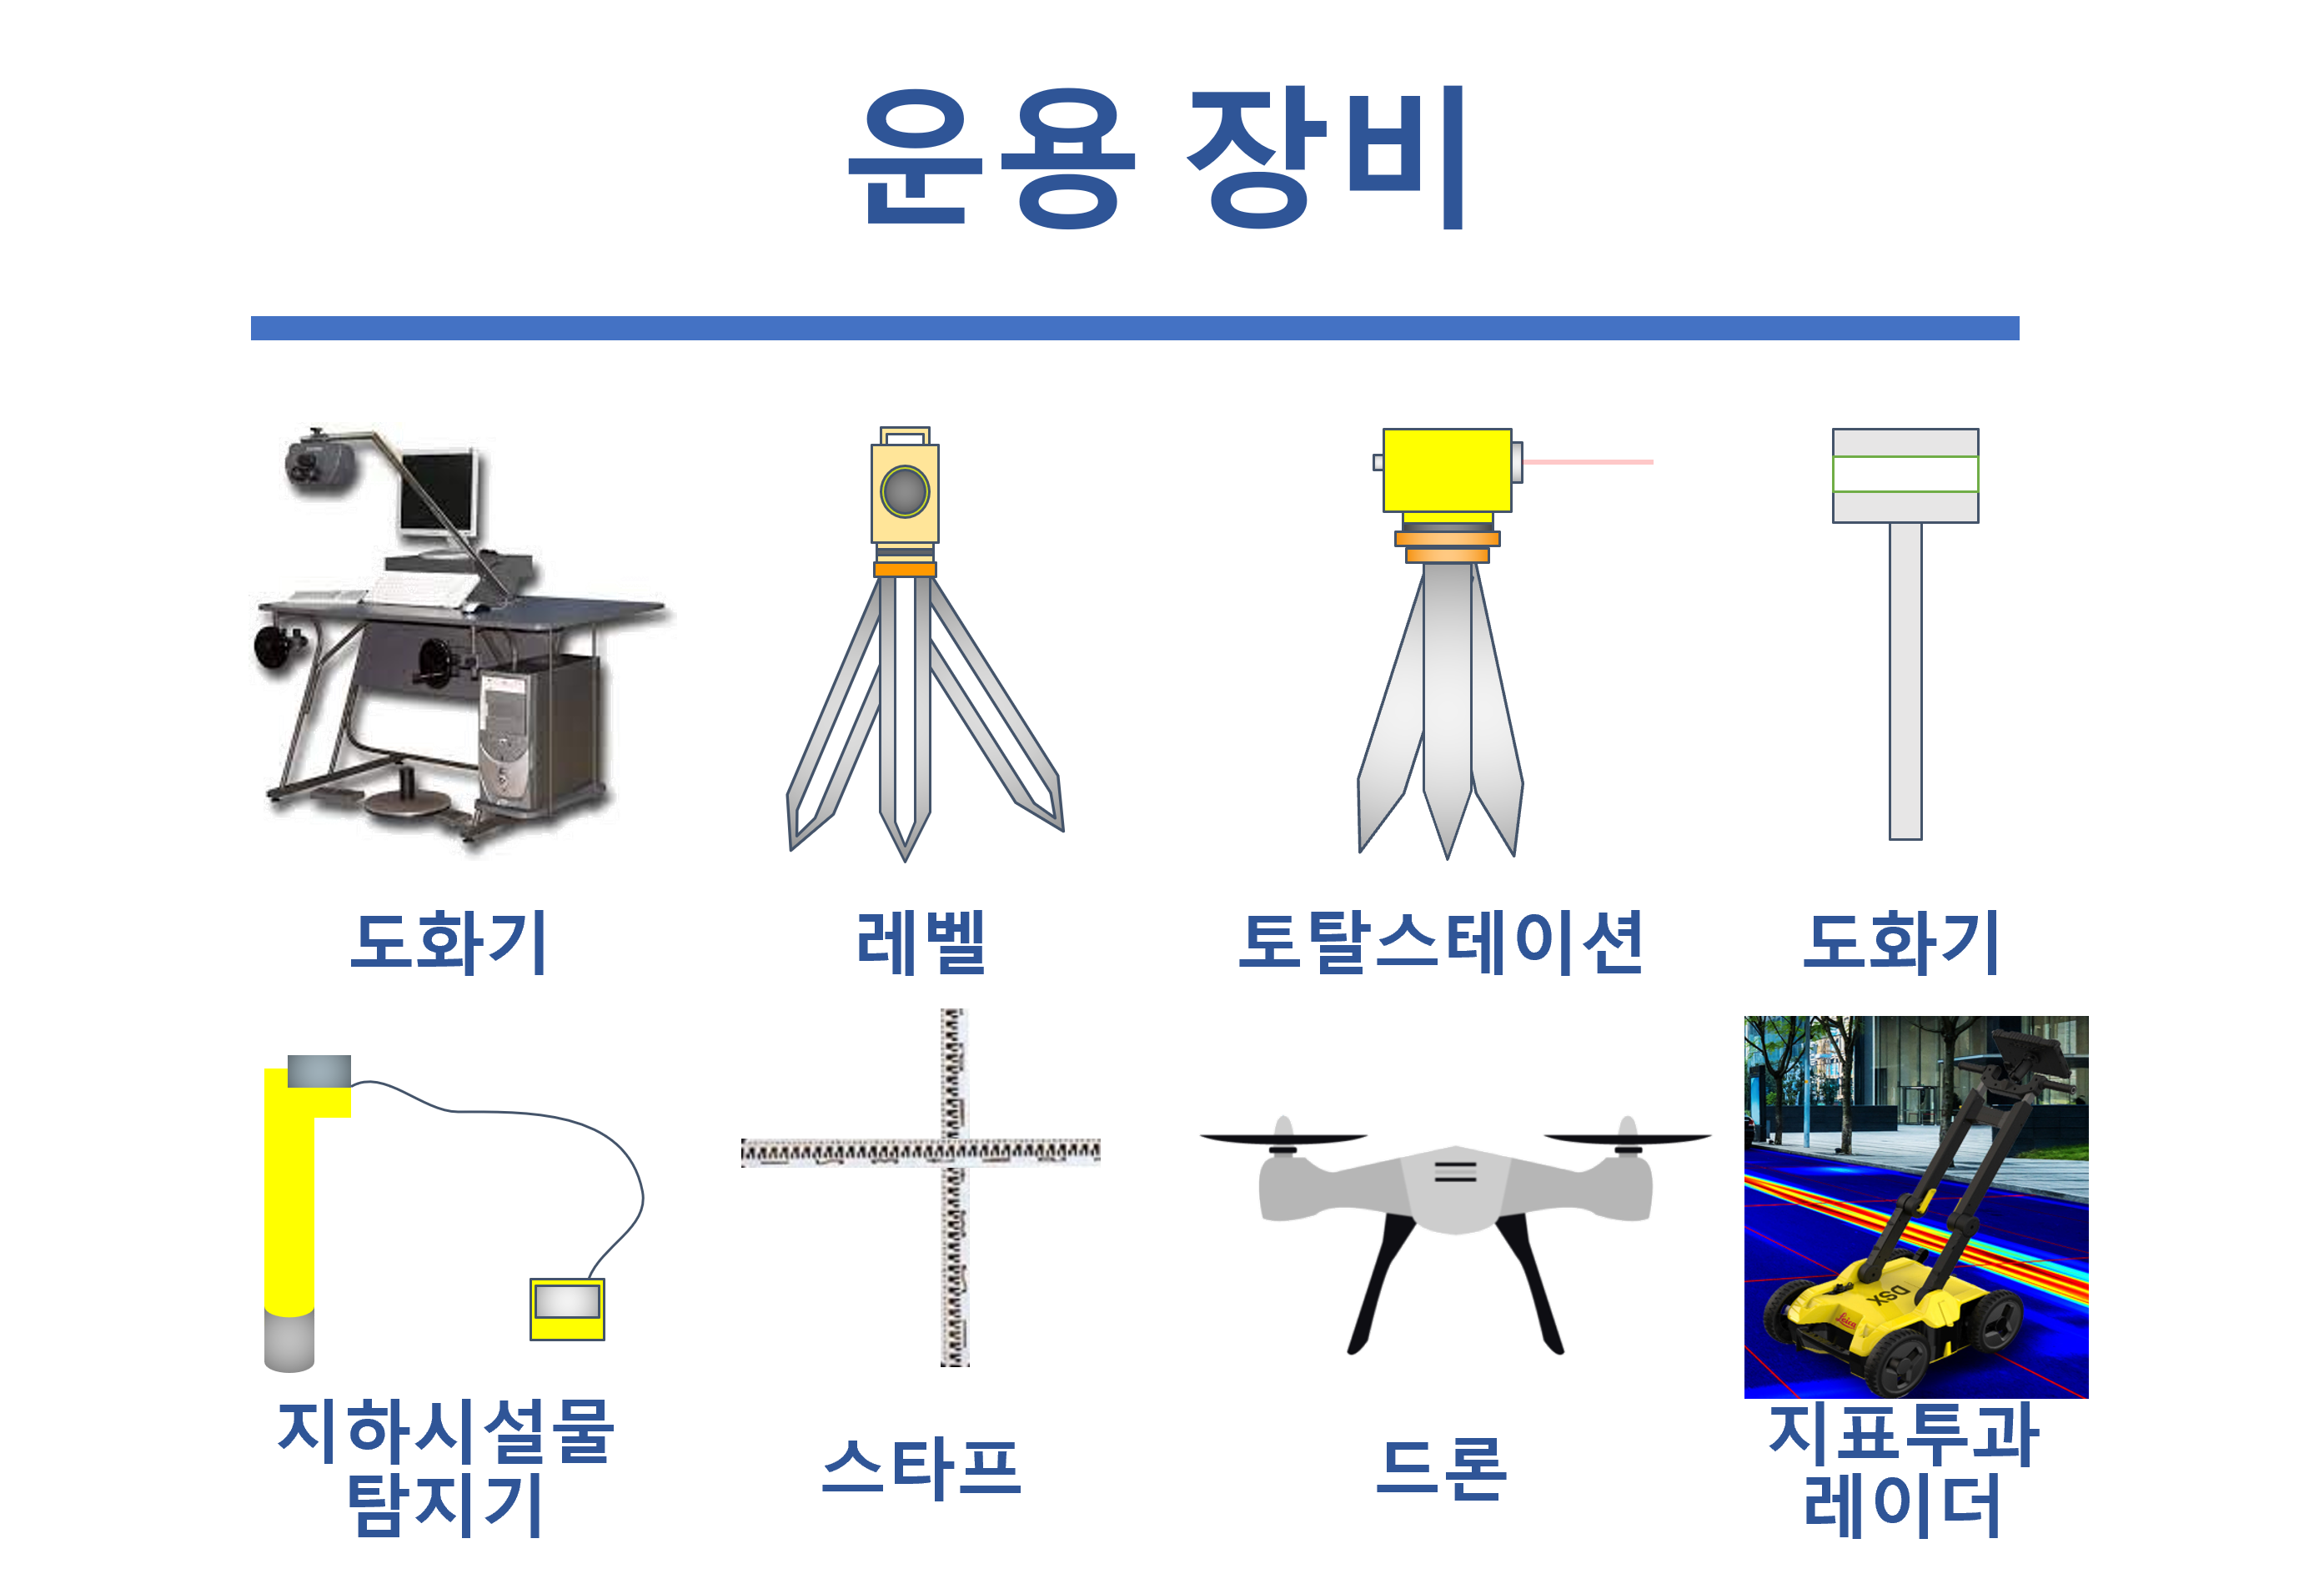 운용 장비
도화기
레벨
토탈스테이션
도화기
지하시설물
탐지기
스타프
드론
DSX
Leica
지표투과
레이더